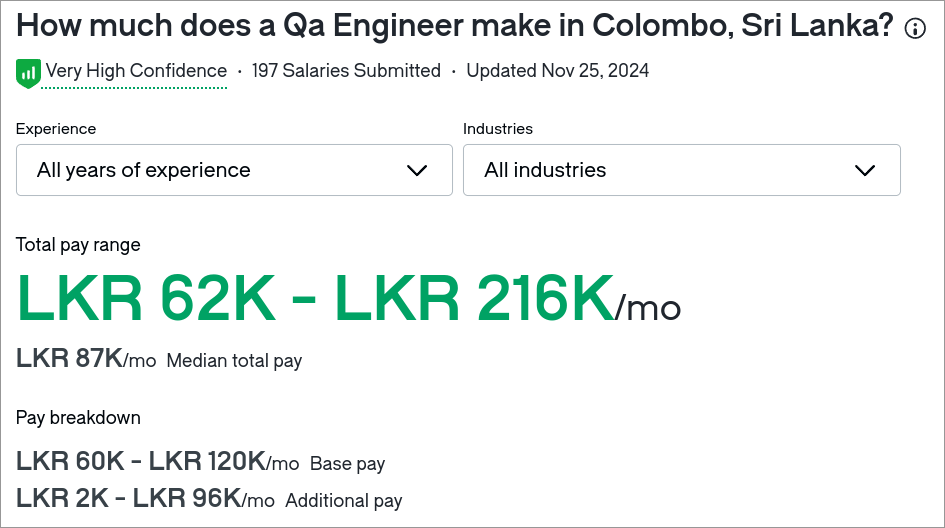 How much does a Qa Engineer make in Colombo, Sri Lanka?
Very High Confidence · 197 Salaries Submitted · Updated Nov 25, 2024
Experience Industries
All years of experience All industries
Total pay range
LKR 62K - LKR 216K/mo
LKR 87K/mo Median total pay
Pay breakdown
LKR 60K - LKR 120K/mo Base pay
LKR 2K - LKR 96K/mo Additional pay